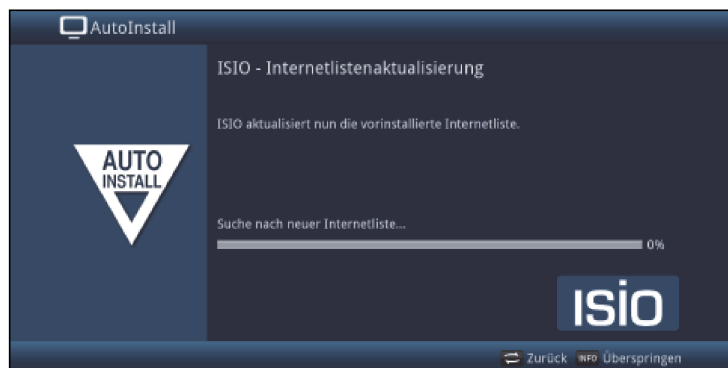 AutoInstall
ISIO - Internetlistenaktualisierung
ISIO aktualisiert nun die vorinstallierte Internetliste.
AUTO
INSTALL
Suche nach neuer Internetliste...
0%
ISIO
Zurück INFO Überspringen